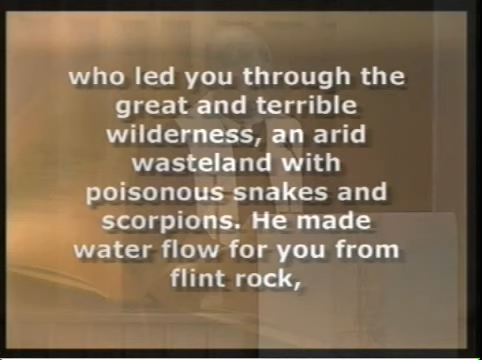 who led you through the
great and terrible
wilderness, an arid
wasteland with
poisonous snakes and
scorpions. He made
water flow for you from
flint rock,